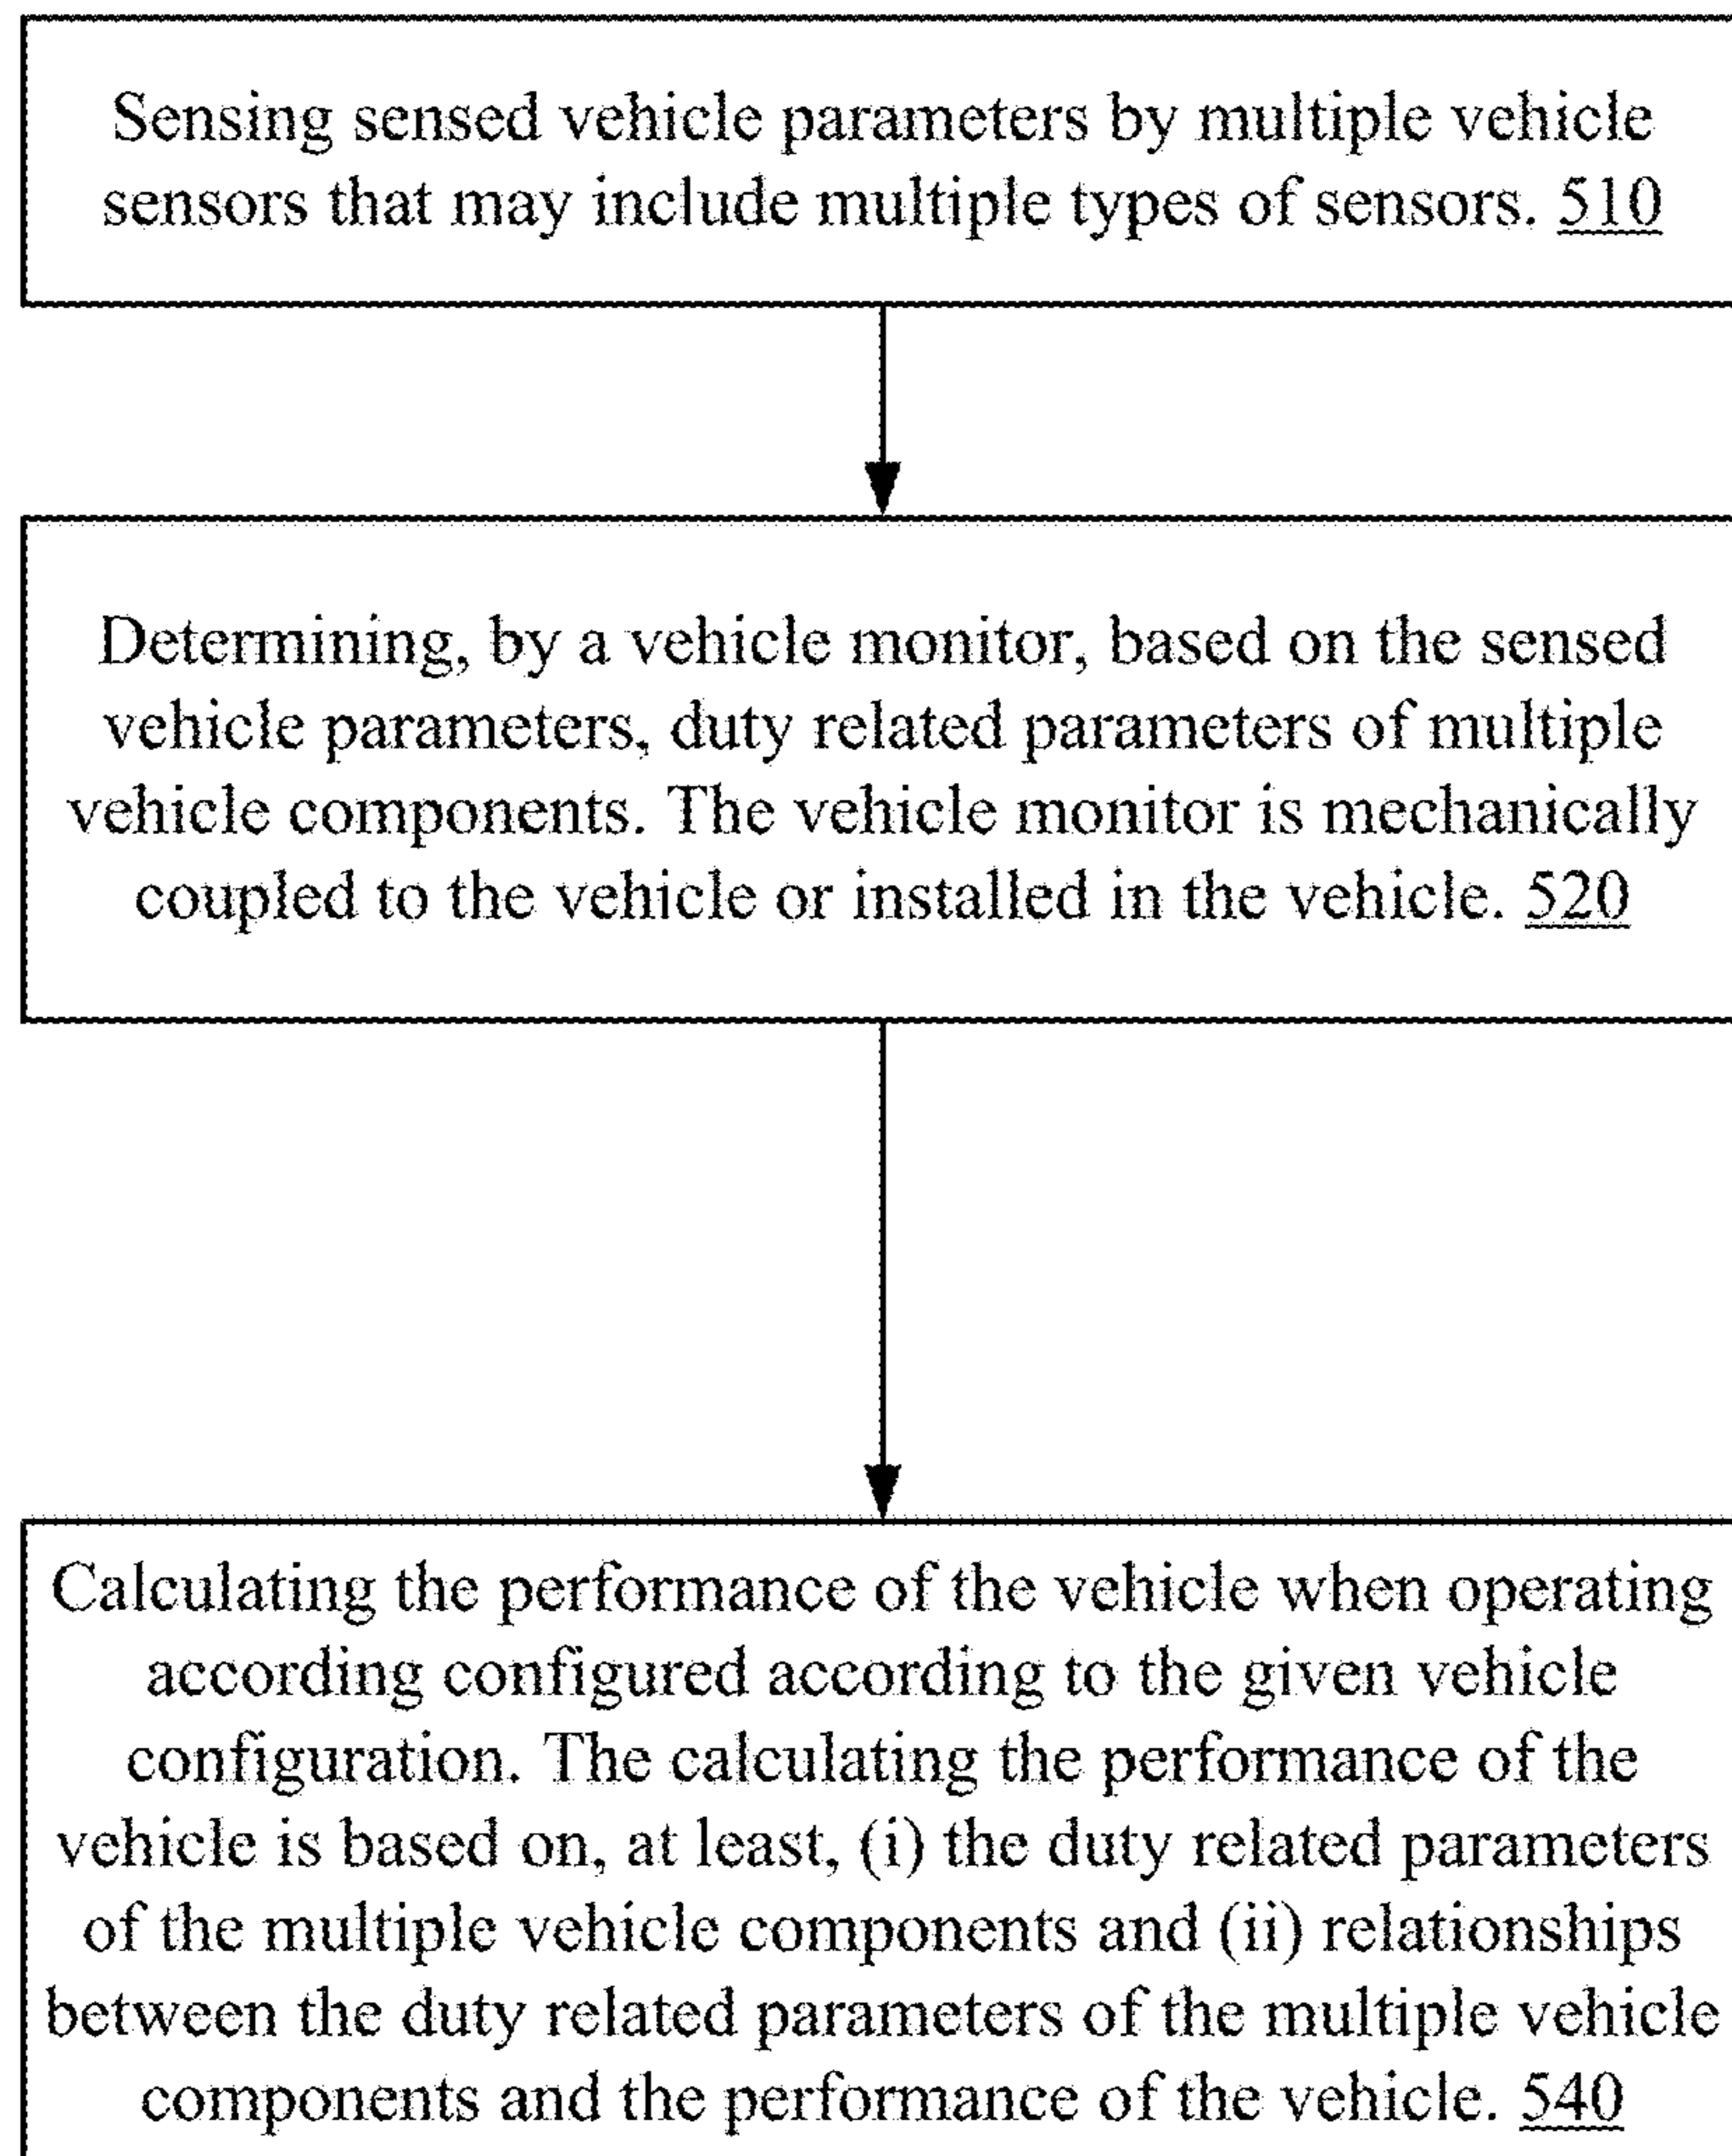 Sensing sensed vehicle parameters by multiple vehicle
sensors that may include multiple types of sensors. 510
Determining, by a vehicle monitor, based on the sensed
vehicle parameters, duty related parameters of multiple
vehicle components. The vehicle monitor is mechanically
coupled to the vehicle or installed in the vehicle. 520
Calculating the performance of the vehicle when operating
according configured according to the given vehicle
configuration. The calculating the performance of the
vehicle is based on, at least, (i) the duty related parameters
of the multiple vehicle components and (ii) relationships
between the duty related parameters of the multiple vehicle
components and the performance of the vehicle. 540